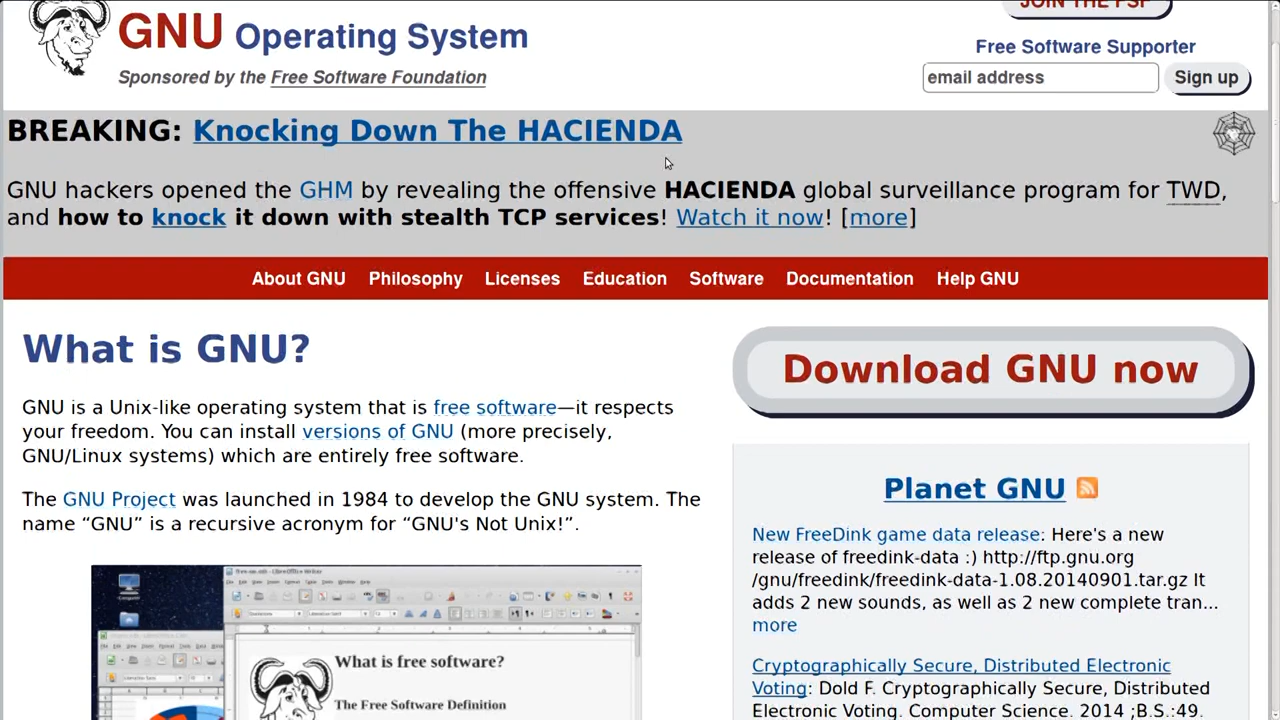 JOIN THE FSF
GNU Operating System
Free Software Supporter
Sponsored by the Free Software Foundation
email address
Sign up
BREAKING: Knocking Down The HACIENDA
GNU hackers opened the GHM by revealing the offensive HACIENDA global surveillance program for TWD,
and how to knock it down with stealth TCP services! Watch it now! [more]
About GNU Philosophy Licenses Education Software Documentation Help GNU
What is GNU?
GNU is a Unix-like operating system that is free software—it respects
your freedom. You can install versions of GNU (more precisely,
GNU/Linux systems) which are entirely free software.
The GNU Project was launched in 1984 to develop the GNU system. The
name “GNU” is a recursive acronym for “GNU's Not Unix!”.
What is free software?
The Free Software Definition
Download GNU now
Planet GNU
New FreeDink game data release: Here's a new
release of freedink-data :) http://ftp.gnu.org
/gnu/freedink/freedink-data-1.08.20140901.tar.gz It
adds 2 new sounds, as well as 2 new complete tran...
more
Cryptographically Secure, Distributed Electronic
Voting: Dold F. Cryptographically Secure, Distributed
Electronic Voting. Computer Science. 2014 ;B.S.:49.